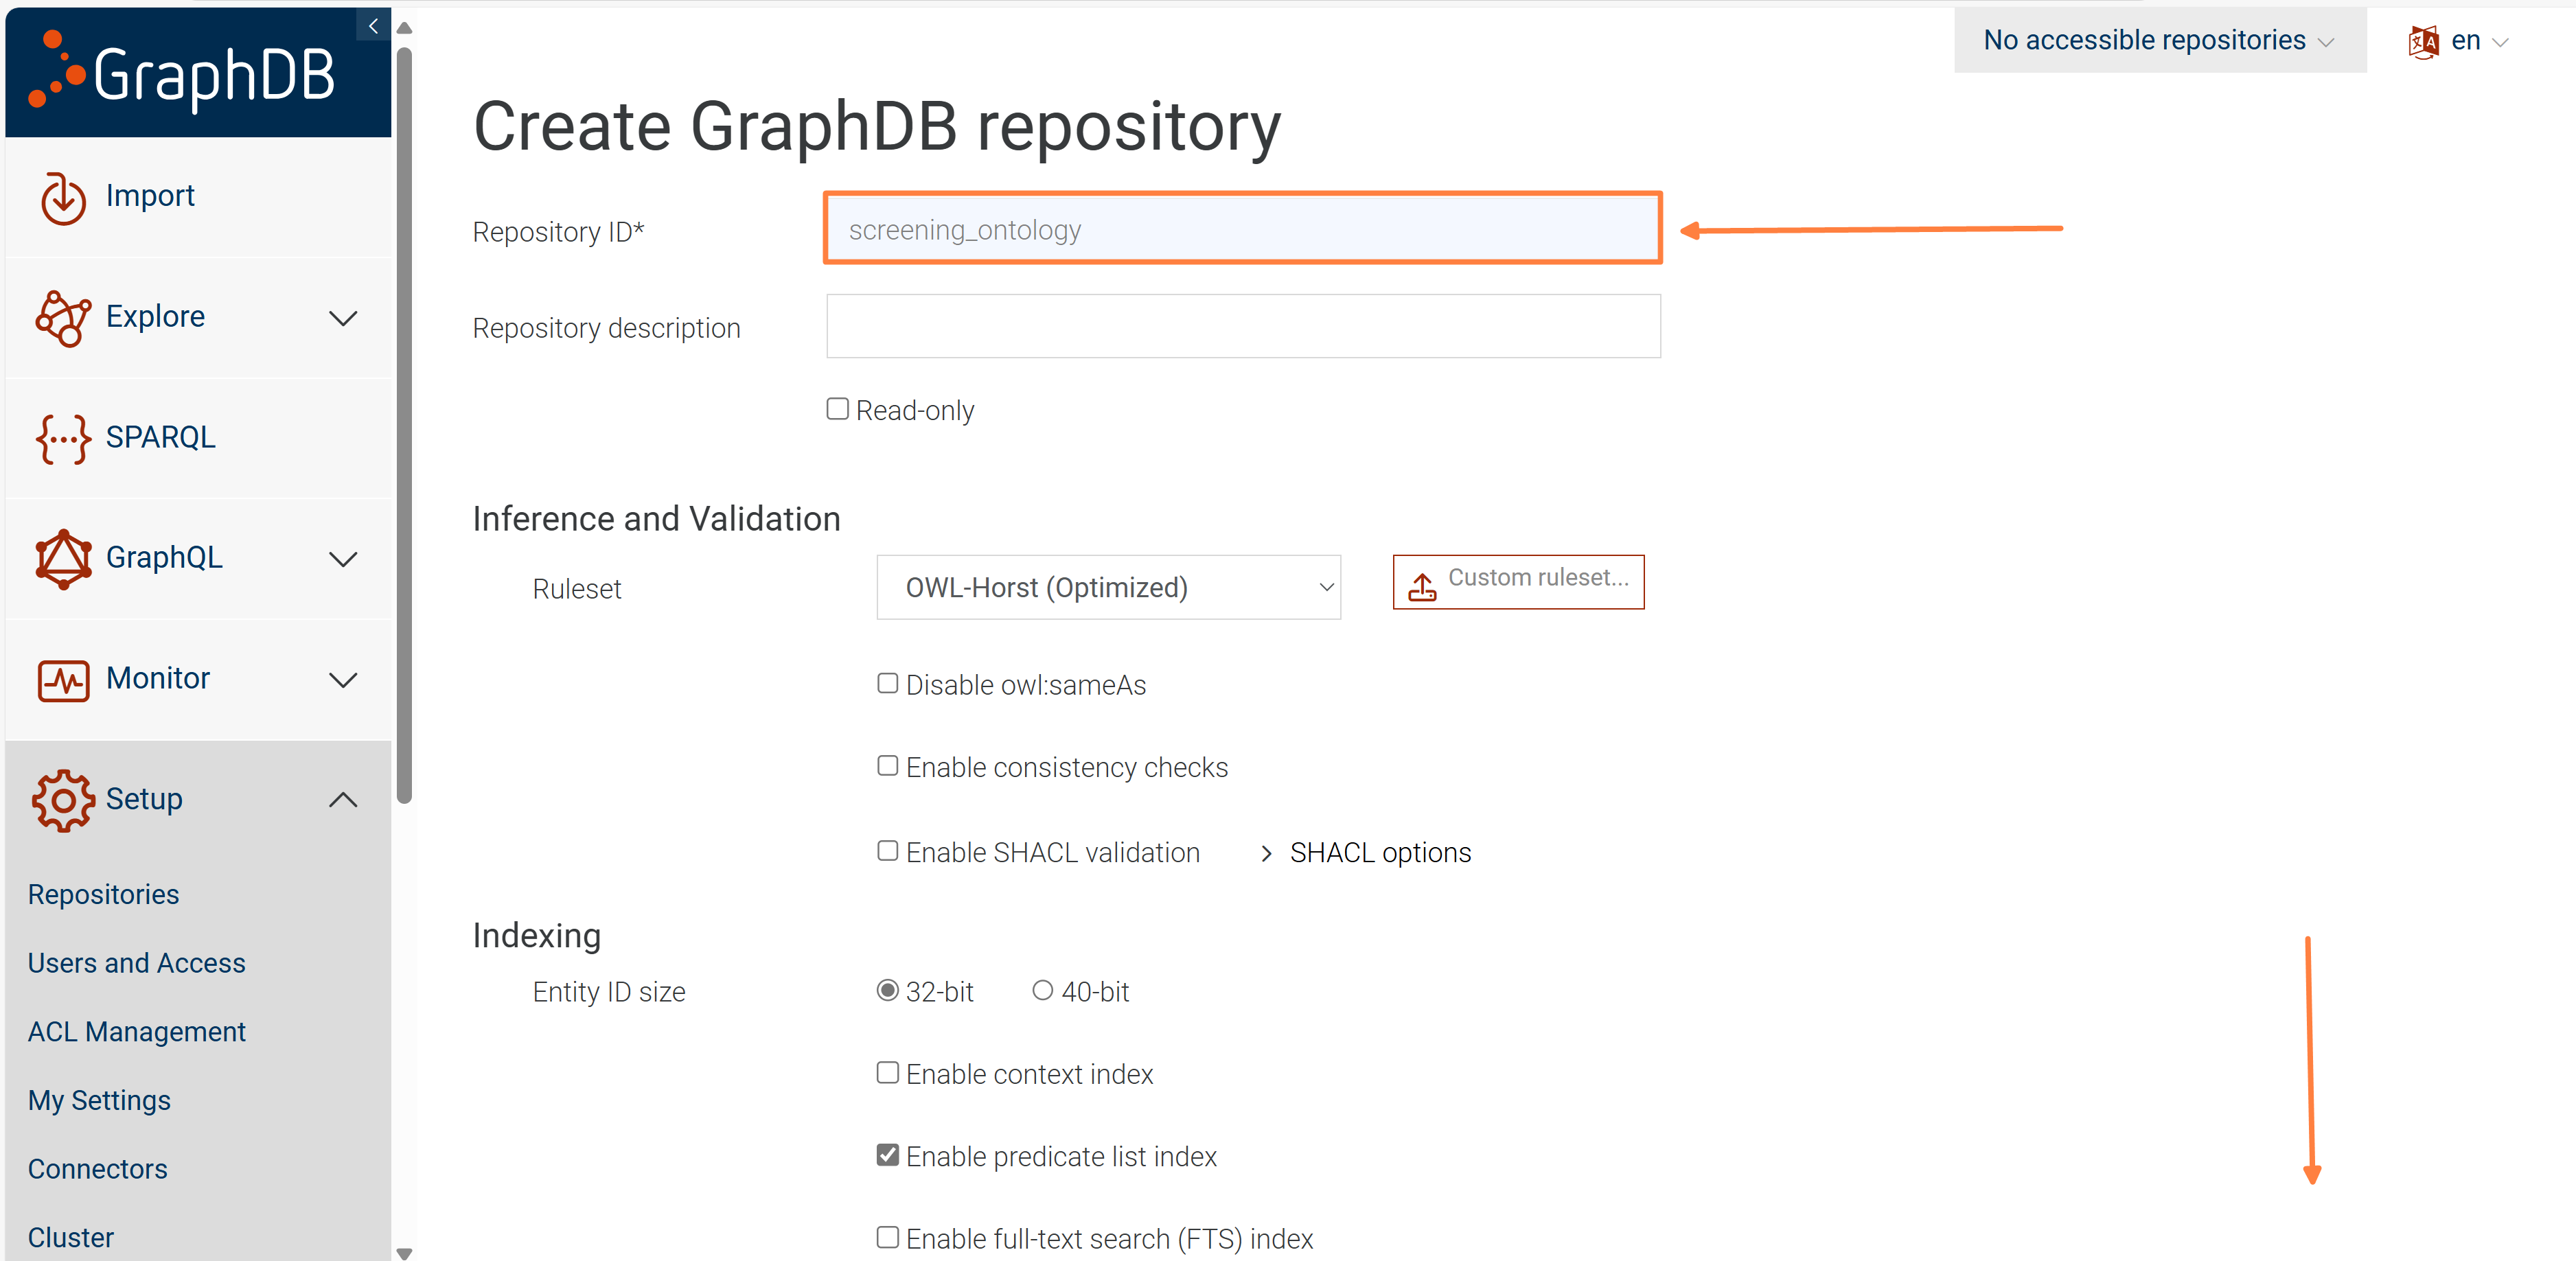 GraphDB
No accessible repositories
en
Create GraphDB repository
Import
Repository ID*
screening_ontology
Explore
Repository description
Read-only
SPARQL
Inference and Validation
GraphQL
Ruleset
OWL-Horst (Optimized)
Custom ruleset...
Monitor
Disable owl:sameAs
Enable consistency checks
Setup
Enable SHACL validation
SHACL options
Repositories
Indexing
Users and Access
Entity ID size
32-bit
40-bit
ACL Management
Enable context index
My Settings
Enable predicate list index
Connectors
Cluster
Enable full-text search (FTS) index